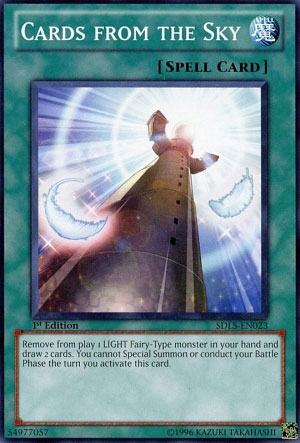 CARDS FROM THE SKY 魔
[SPELL CARD]
1st Edition SDLS-EN023
Remove from play 1 LIGHT Fairy-Type monster in your hand and
draw 2 cards. You cannot Special Summon or conduct your Battle
Phase the turn you activate this card.
54977057 ©1996 KAZUKI TAKAHASHI